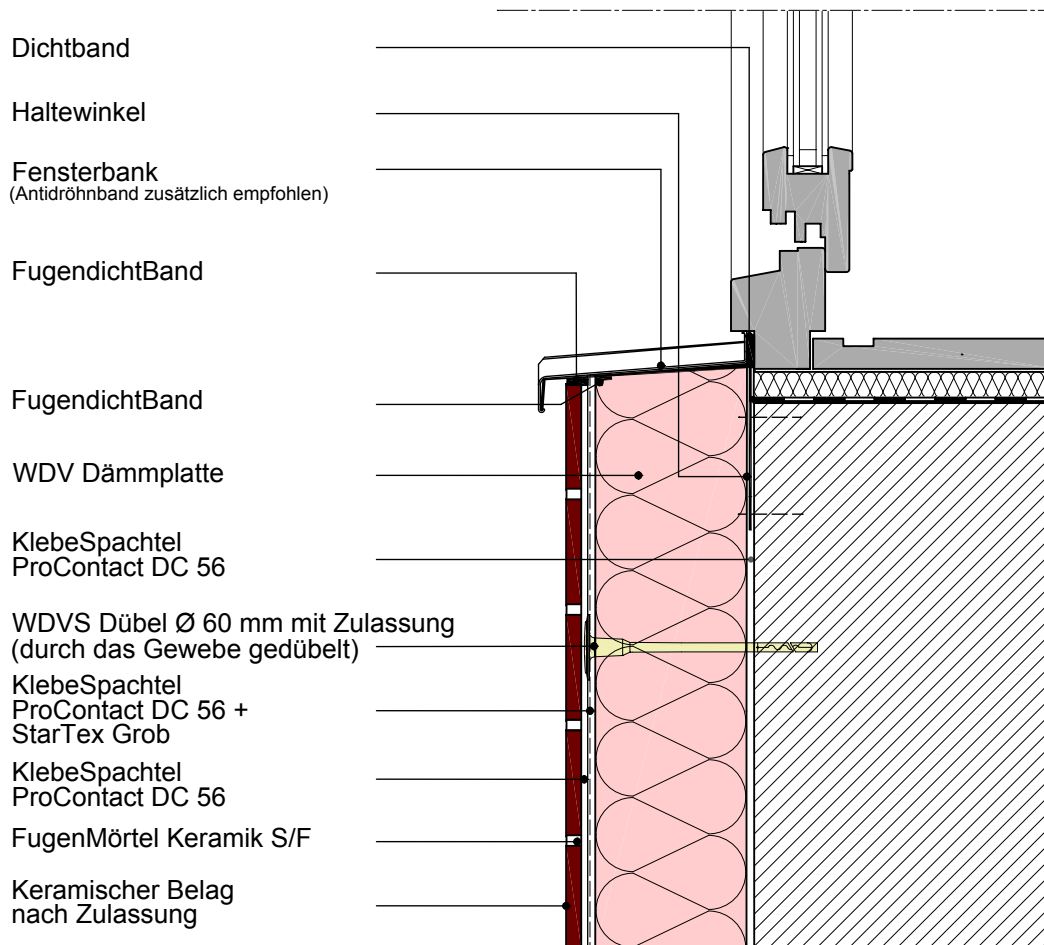 Dichtband
Haltewinkel
Fensterbank
(Antidröhnband zusätzlich empfohlen)
FugendichtBand
FugendichtBand
WDV Dämmplatte
KlebeSpachtel
ProContact DC 56
WDVS Dübel Ø 60 mm mit Zulassung
(durch das Gewebe gedübelt)
KlebeSpachtel
ProContact DC 56 +
StarTex Grob
KlebeSpachtel
ProContact DC 56
FugenMörtel Keramik S/F
Keramischer Belag
nach Zulassung